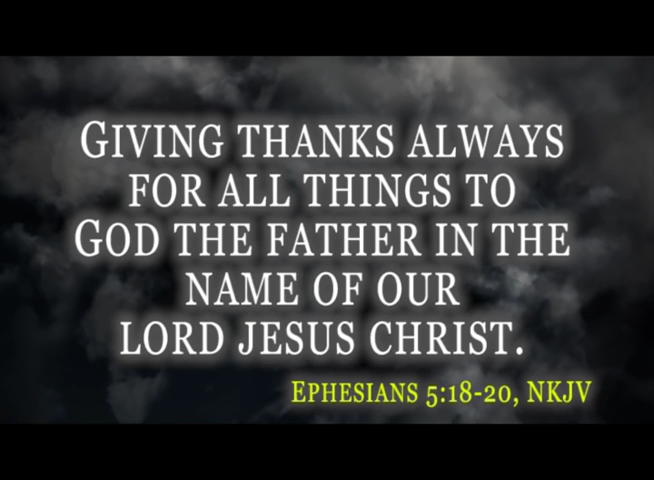 GIVING THANKS ALWAYS
FOR ALL THINGS TO
GOD THE FATHER IN THE
NAME OF OUR
LORD JESUS CHRIST.
EPHESIANS 5:18-20, NKJV